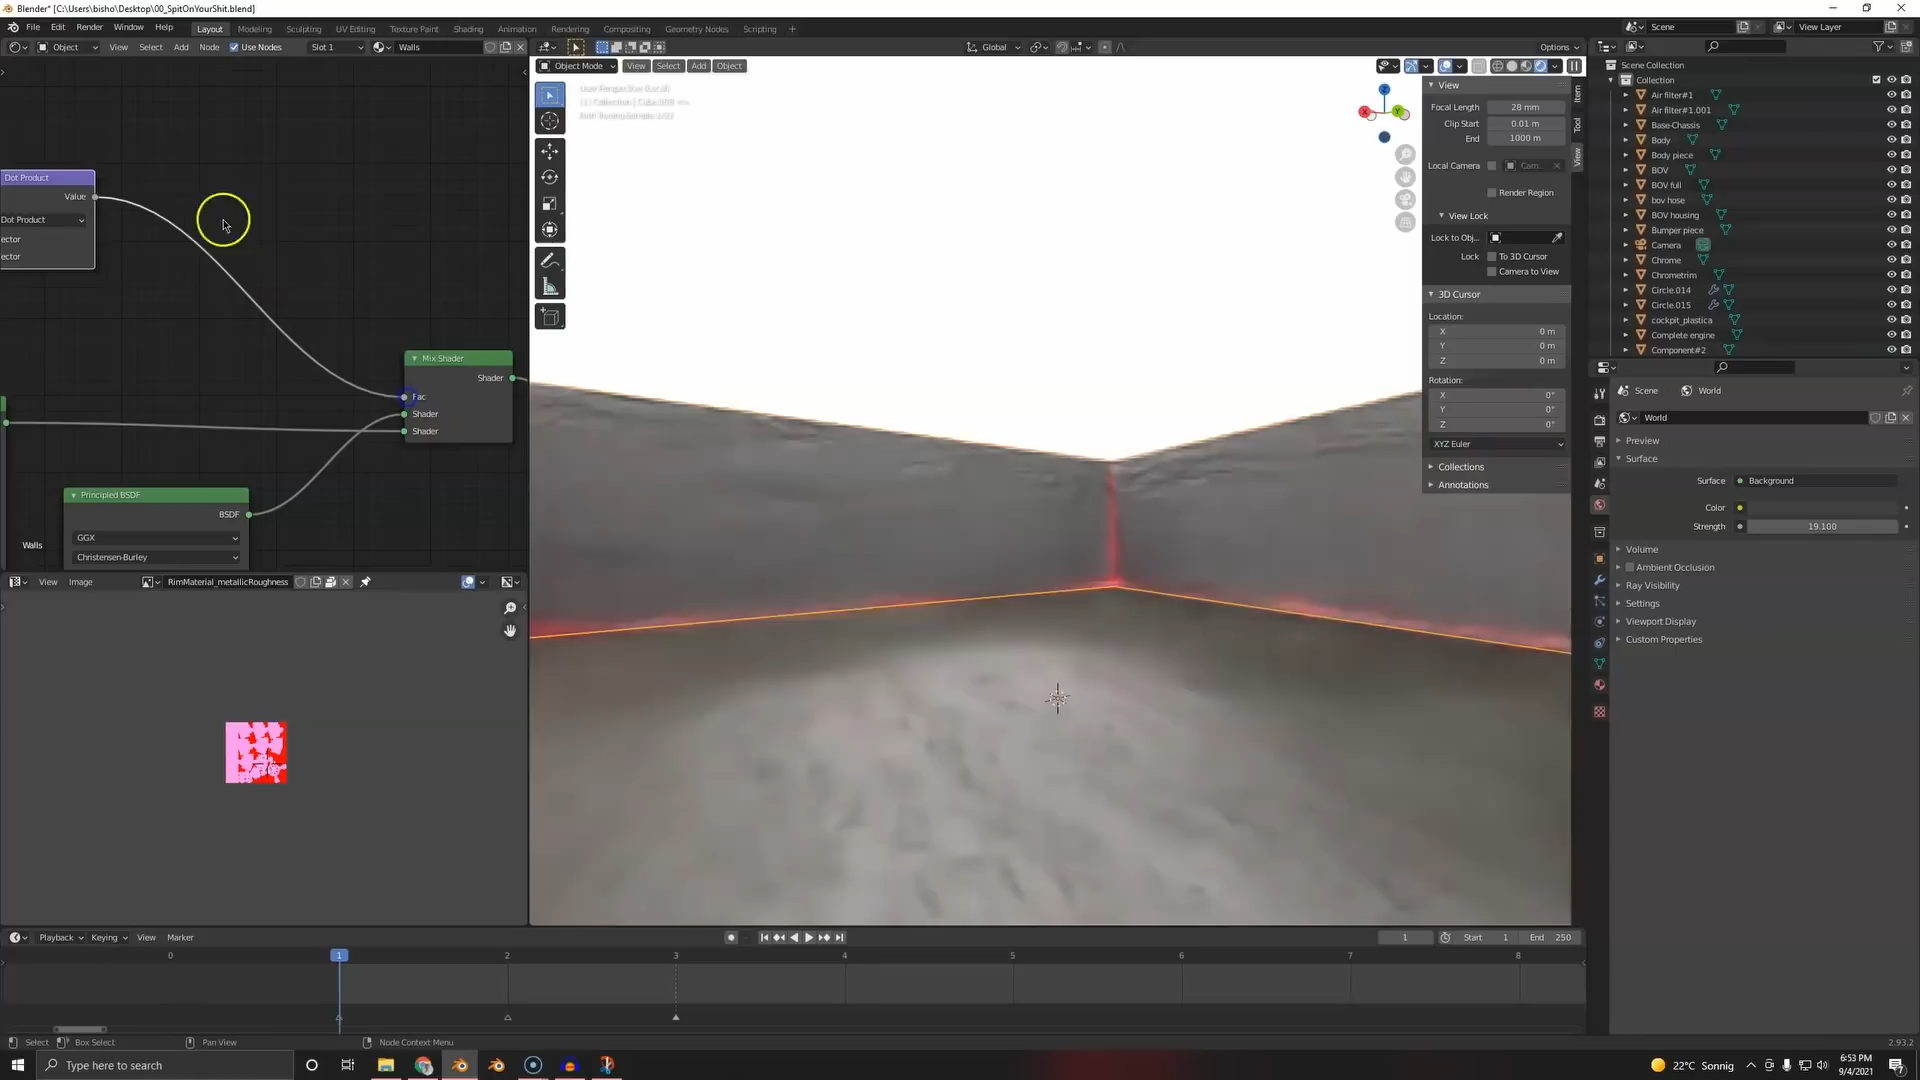 Blender* [C:\Users\bisho\Desktop\00_SpitOnYourShit.blend]
File Edit Render Window Help Layout Modeling Sculpting UV Editing Texture Paint Shading Animation Rendering Compositing Geometry Nodes Scripting + Scene View Layer
Object View Select Add Node Use Nodes Slot 1 Walls Global Options
Object Mode View Select Add Object
Scene Collection
Collection
Air filter#1
Air filter#1.001
Base-Chassis
Body
Body piece
BOV
BOV full
bov hose
BOV housing
Bumper piece
Camera
Chrome
Chrometrim
Circle.014
Circle.015
cockpit_plastica
Complete engine
Component#2
View
Focal Length 28 mm
Clip Start 0.01 m
End 1000 m
Local Camera Cam...
Render Region
View Lock
Lock to Obj...
Lock To 3D Cursor
Camera to View
3D Cursor
Location:
X 0 m
Y 0 m
Z 0 m
Rotation:
X 0°
Y 0°
Z 0°
XYZ Euler
Collections
Annotations
Item
Tool
View
X
Y
Z
Dot Product
Value
Dot Product
ector
ector
Mix Shader
Shader
Fac
Shader
Shader
Principled BSDF
BSDF
GGX
Christensen-Burley
Walls
View Image RimMaterial_metallicRoughness
Scene World
World
Preview
Surface
Surface Background
Color
Strength 19.100
Volume
Ambient Occlusion
Ray Visibility
Settings
Viewport Display
Custom Properties
Playback Keying View Marker 1 Start 1 End 250
0 1 2 3 4 5 6 7 8
Select Box Select Pan View Node Context Menu 2.93.2
Type here to search 22°C Sonnig 6:53 PM
9/4/2021